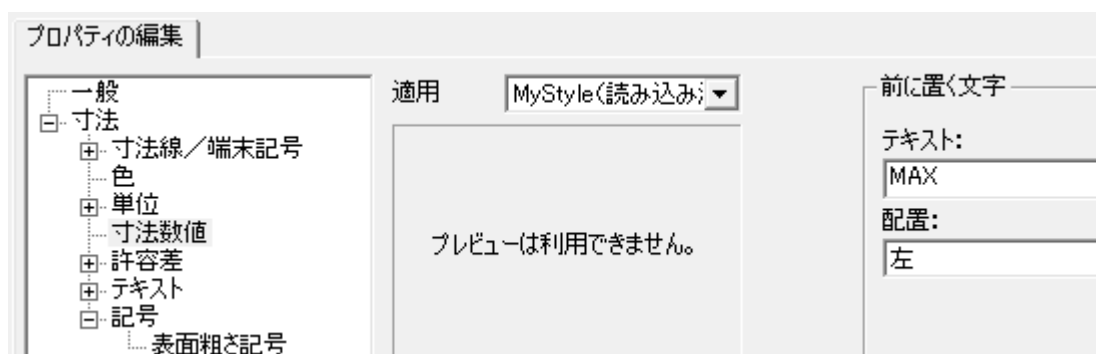 プロパティの編集
一般
寸法
寸法線／端末記号
色
単位
寸法数値
許容差
テキスト
記号
表面粗さ記号
適用
MyStyle(読み込み
プレビューは利用できません。
前に置く文字
テキスト:
MAX
配置:
左